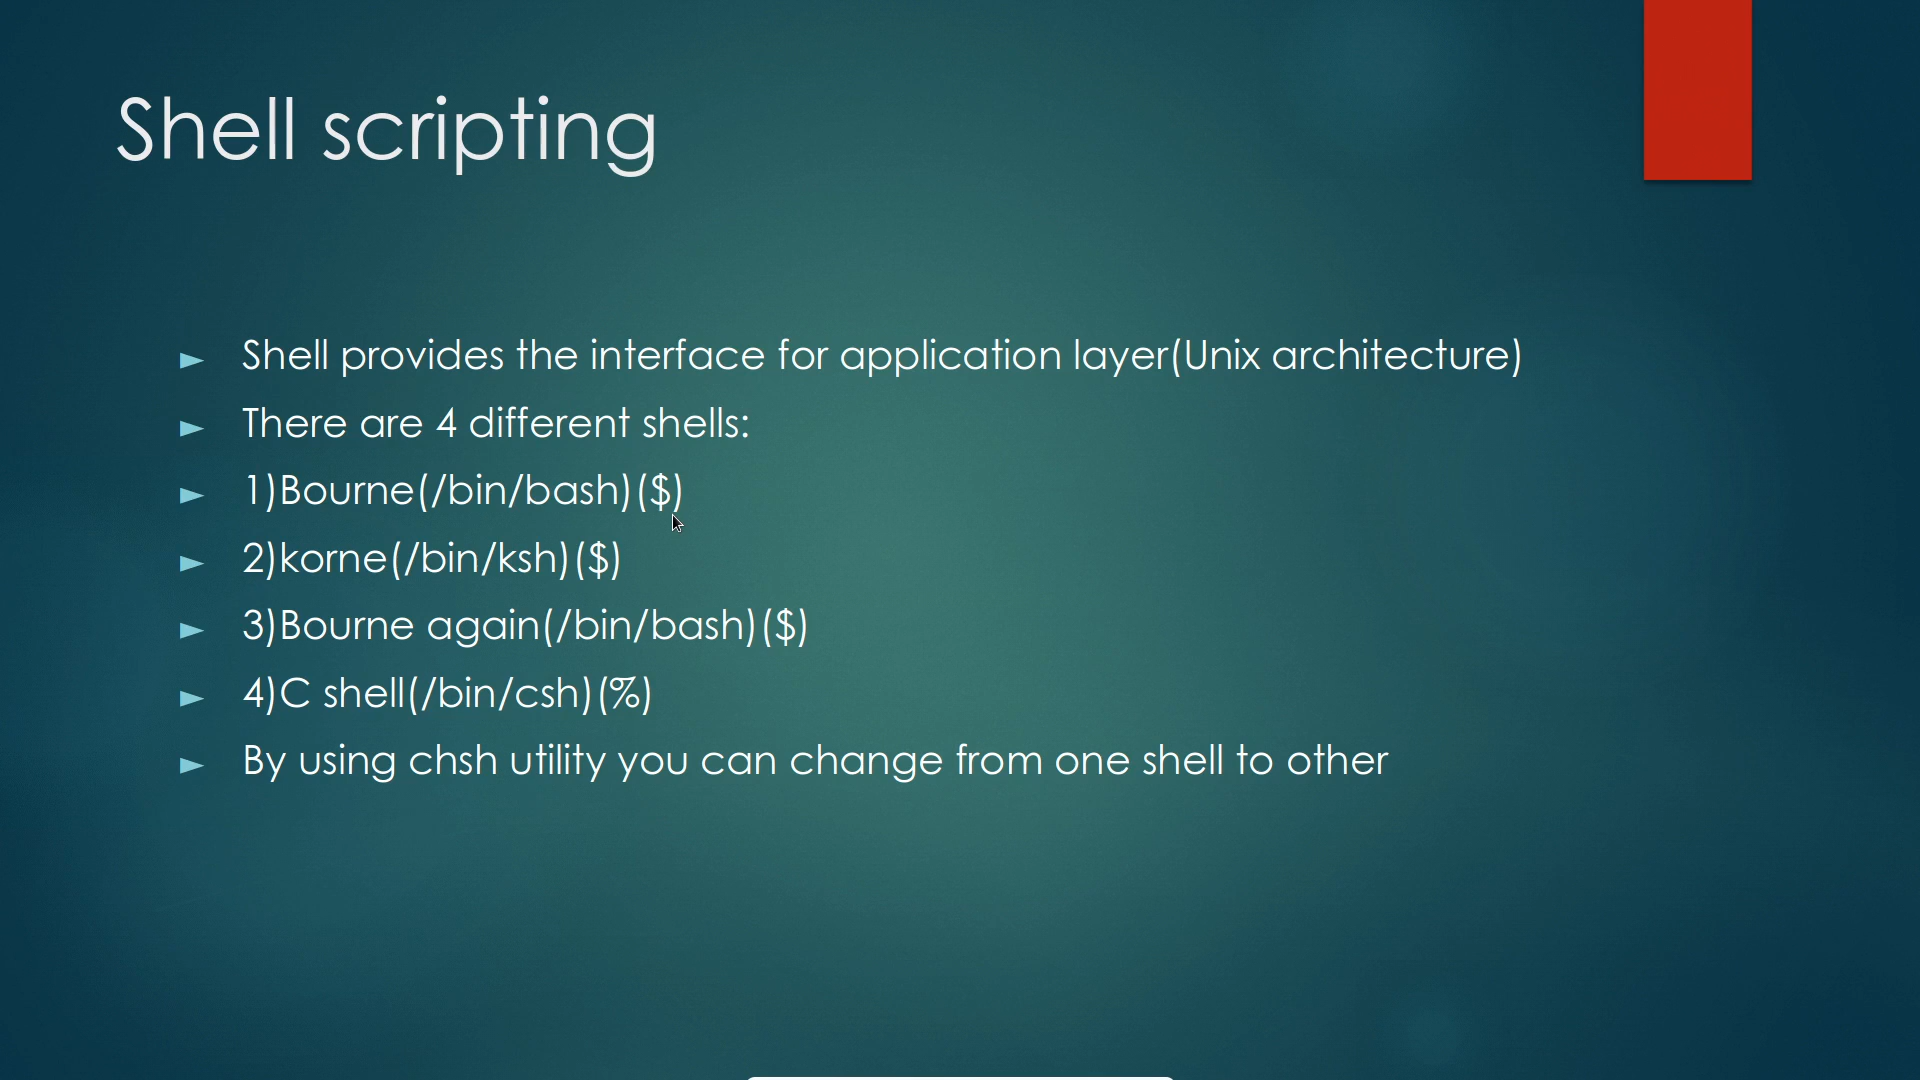 Shell scripting
Shell provides the interface for application layer(Unix architecture)
There are 4 different shells:
1)Bourne(/bin/bash)($)
2)korne(/bin/ksh)($)
3)Bourne again(/bin/bash)($)
4)C shell(/bin/csh)(%)
By using chsh utility you can change from one shell to other